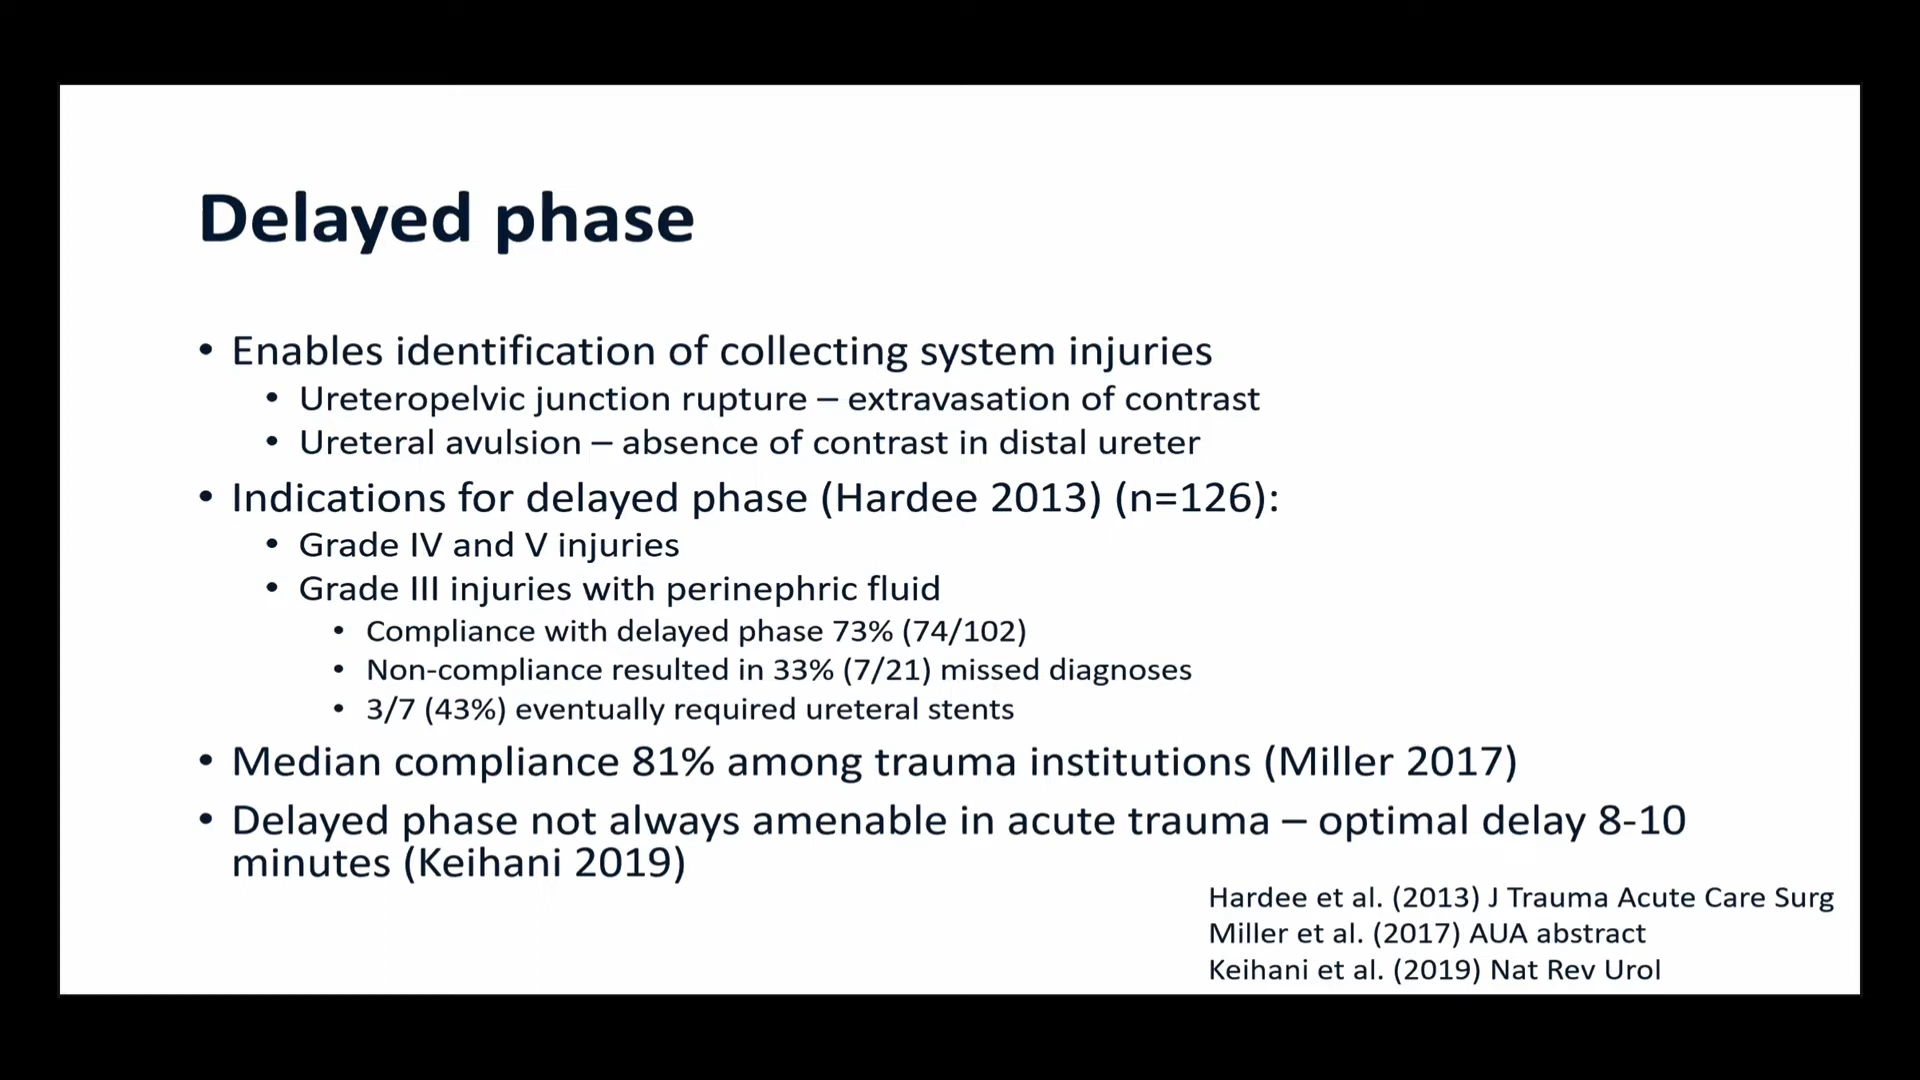 Delayed phase
• Enables identification of collecting system injuries
• Ureteropelvic junction rupture – extravasation of contrast
• Ureteral avulsion – absence of contrast in distal ureter
• Indications for delayed phase (Hardee 2013) (n=126):
• Grade IV and V injuries
• Grade III injuries with perinephric fluid
• Compliance with delayed phase 73% (74/102)
• Non-compliance resulted in 33% (7/21) missed diagnoses
• 3/7 (43%) eventually required ureteral stents
• Median compliance 81% among trauma institutions (Miller 2017)
• Delayed phase not always amenable in acute trauma – optimal delay 8-10
minutes (Keihani 2019)
Hardee et al. (2013) J Trauma Acute Care Surg
Miller et al. (2017) AUA abstract
Keihani et al. (2019) Nat Rev Urol